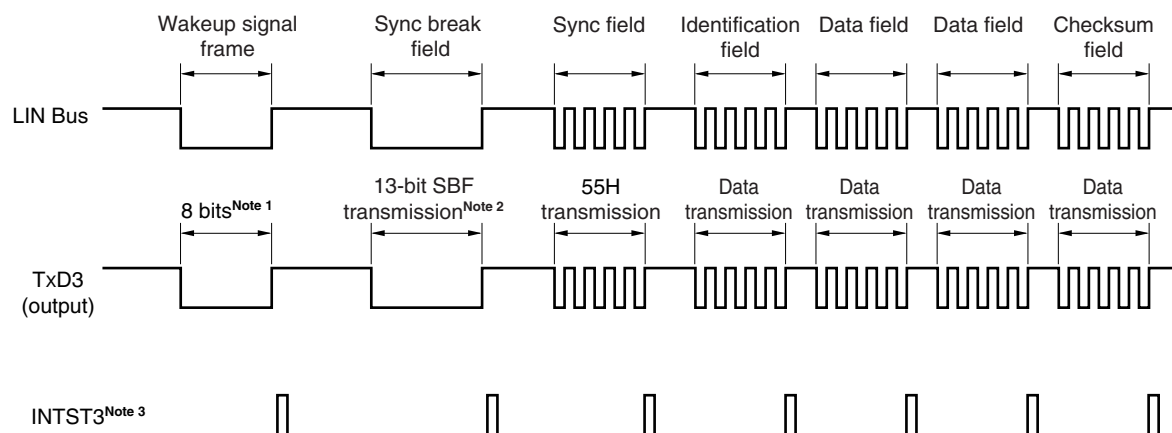 Wakeup signal
frame
Sync break
field
Sync field
Identification
field
Data field
Data field
Checksum
field
LIN Bus
8 bitsNote 1
13-bit SBF
transmissionNote 2
55H
transmission
Data
transmission
Data
transmission
Data
transmission
Data
transmission
TxD3
(output)
INTST3Note 3